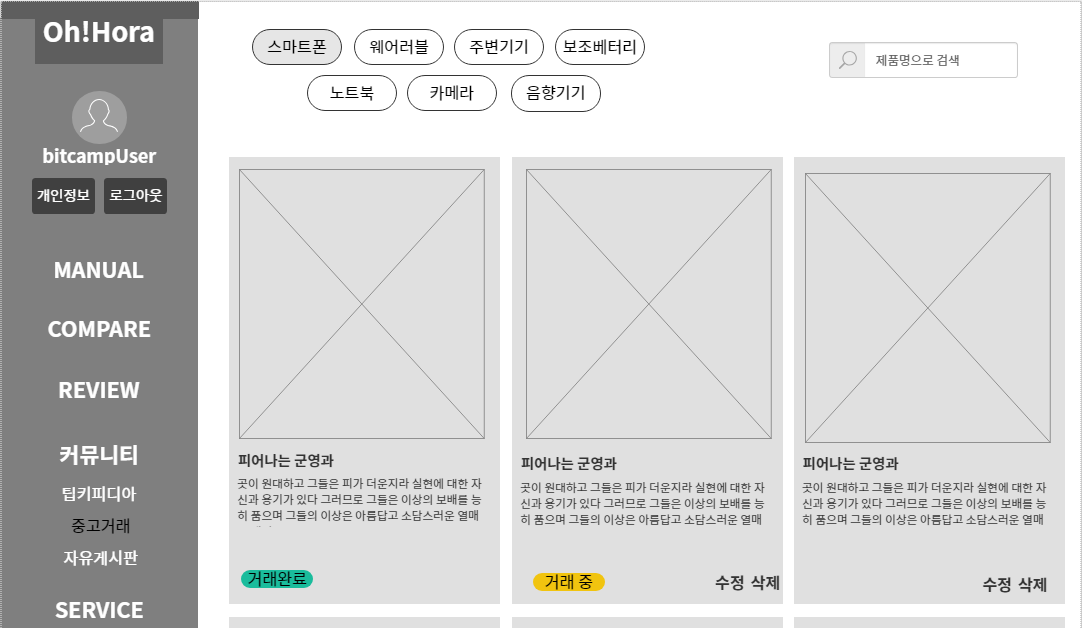 Oh!Hora
bitcampUser
개인정보 로그아웃
MANUAL
COMPARE
REVIEW
커뮤니티
팁키피디아
중고거래
자유게시판
SERVICE
스마트폰 웨어러블 주변기기 보조베터리
노트북 카메라 음향기기
제품명으로 검색
피어나는 군영과
곳이 원대하고 그들은 피가 더운지라 실현에 대한 자
신과 용기가 있다 그러므로 그들은 이상의 보배를 능
히 품으며 그들의 이상은 아름답고 소담스러운 열매
거래완료
피어나는 군영과
곳이 원대하고 그들은 피가 더운지라 실현에 대한 자
신과 용기가 있다 그러므로 그들은 이상의 보배를 능
히 품으며 그들의 이상은 아름답고 소담스러운 열매
거래 중
수정 삭제
피어나는 군영과
곳이 원대하고 그들은 피가 더운지라 실현에 대한 자
신과 용기가 있다 그러므로 그들은 이상의 보배를 능
히 품으며 그들의 이상은 아름답고 소담스러운 열매
수정 삭제